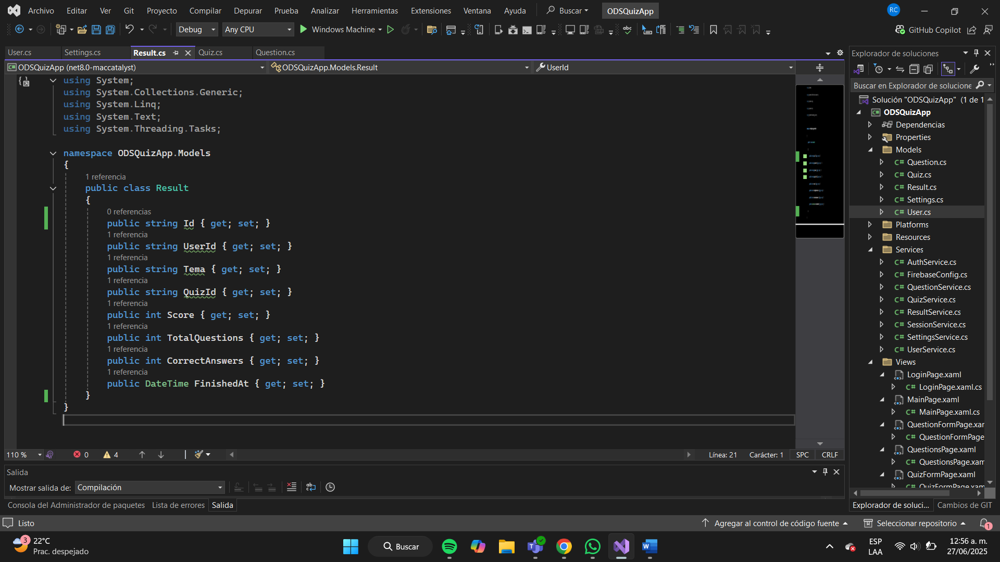 Archivo Editar Ver Git Proyecto Compilar Depurar Prueba Analizar Herramientas Extensiones Ventana Ayuda Buscar ODSQuizApp RC
Debug Any CPU Windows Machine abc GitHub Copilot
User.cs Settings.cs Result.cs Quiz.cs Question.cs
ODSQuizApp (net8.0-maccatalyst) ODSQuizApp.Models.Result UserId
using System;
using System.Collections.Generic;
using System.Linq;
using System.Text;
using System.Threading.Tasks;
namespace ODSQuizApp.Models
{
1 referencia
public class Result
{
0 referencias
public string Id { get; set; }
1 referencia
public string UserId { get; set; }
1 referencia
public string Tema { get; set; }
1 referencia
public string QuizId { get; set; }
1 referencia
public int Score { get; set; }
1 referencia
public int TotalQuestions { get; set; }
1 referencia
public int CorrectAnswers { get; set; }
1 referencia
public DateTime FinishedAt { get; set; }
}
}
110 % 0 4 Línea: 21 Carácter: 1 SPC CRLF
Salida
Mostrar salida de: Compilación
Consola del Administrador de paquetes Lista de errores Salida
Explorador de soluciones
Buscar en Explorador de solucione
Solución "ODSQuizApp" (1 de 1
ODSQuizApp
Dependencias
Properties
Models
C# Question.cs
C# Quiz.cs
C# Result.cs
C# Settings.cs
C# User.cs
Platforms
Resources
Services
C# AuthService.cs
C# FirebaseConfig.cs
C# QuestionService.cs
C# QuizService.cs
C# ResultService.cs
C# SessionService.cs
C# SettingsService.cs
C# UserService.cs
Views
LoginPage.xaml
C# LoginPage.xaml.cs
MainPage.xaml
C# MainPage.xaml.cs
QuestionFormPage.xar
C# QuestionFormPage
QuestionsPage.xaml
C# QuestionsPage.xam
QuizFormPage.xaml
C# QuizFormPage.xam
Explorador de soluci... Cambios de GIT
Listo Agregar al control de código fuente Seleccionar repositorio 1
3 22°C
Prac. despejado
Buscar
ESP
LAA
12:56 a. m.
27/06/2025